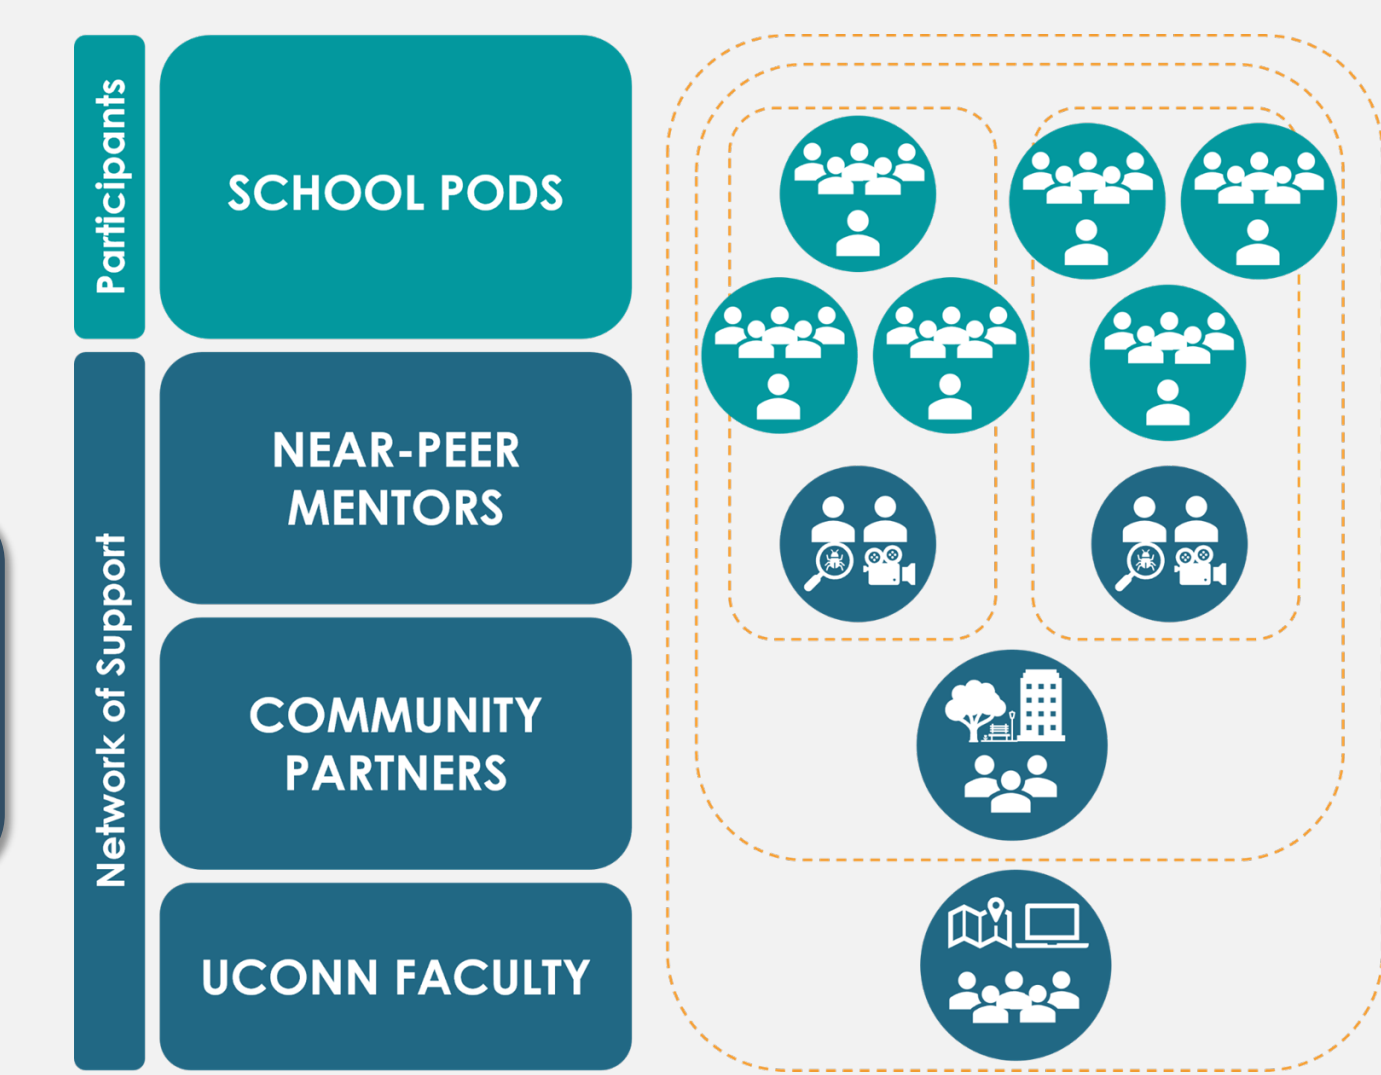 Participants
SCHOOL PODS
Network of Support
NEAR-PEER
MENTORS
COMMUNITY
PARTNERS
UCONN FACULTY